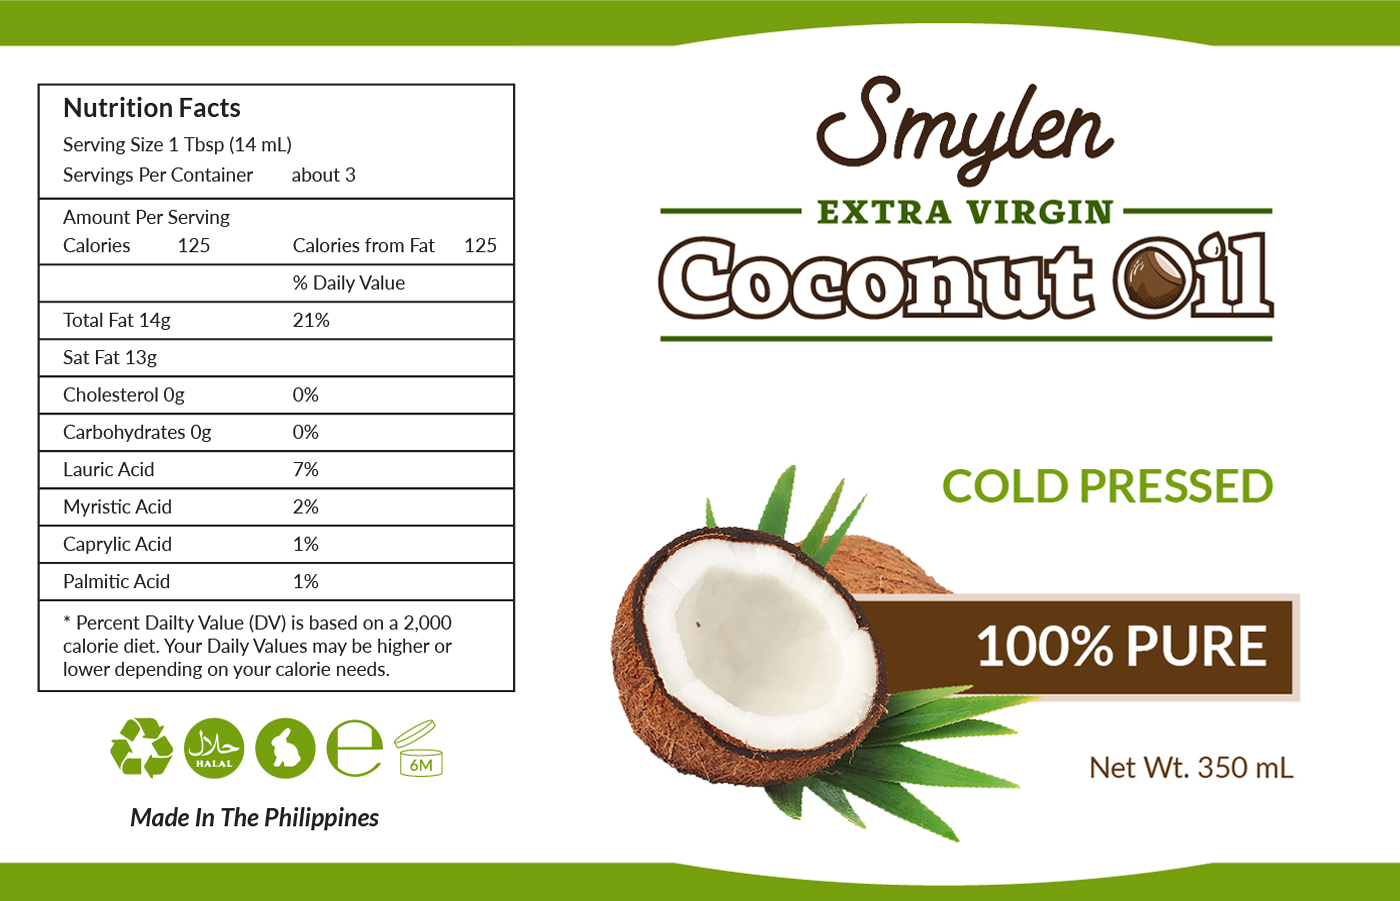 Nutrition Facts
Serving Size 1 Tbsp (14 mL)
Servings Per Container about 3
Amount Per Serving
Calories 125 Calories from Fat 125
% Daily Value
Total Fat 14g 21%
Sat Fat 13g
Cholesterol 0g 0%
Carbohydrates 0g 0%
Lauric Acid 7%
Myristic Acid 2%
Caprylic Acid 1%
Palmitic Acid 1%
* Percent Dailty Value (DV) is based on a 2,000
calorie diet. Your Daily Values may be higher or
lower depending on your calorie needs.
حلال
HALAL
e
6M
Made In The Philippines
Smylen
EXTRA VIRGIN
Coconut Oil
COLD PRESSED
100% PURE
Net Wt. 350 mL